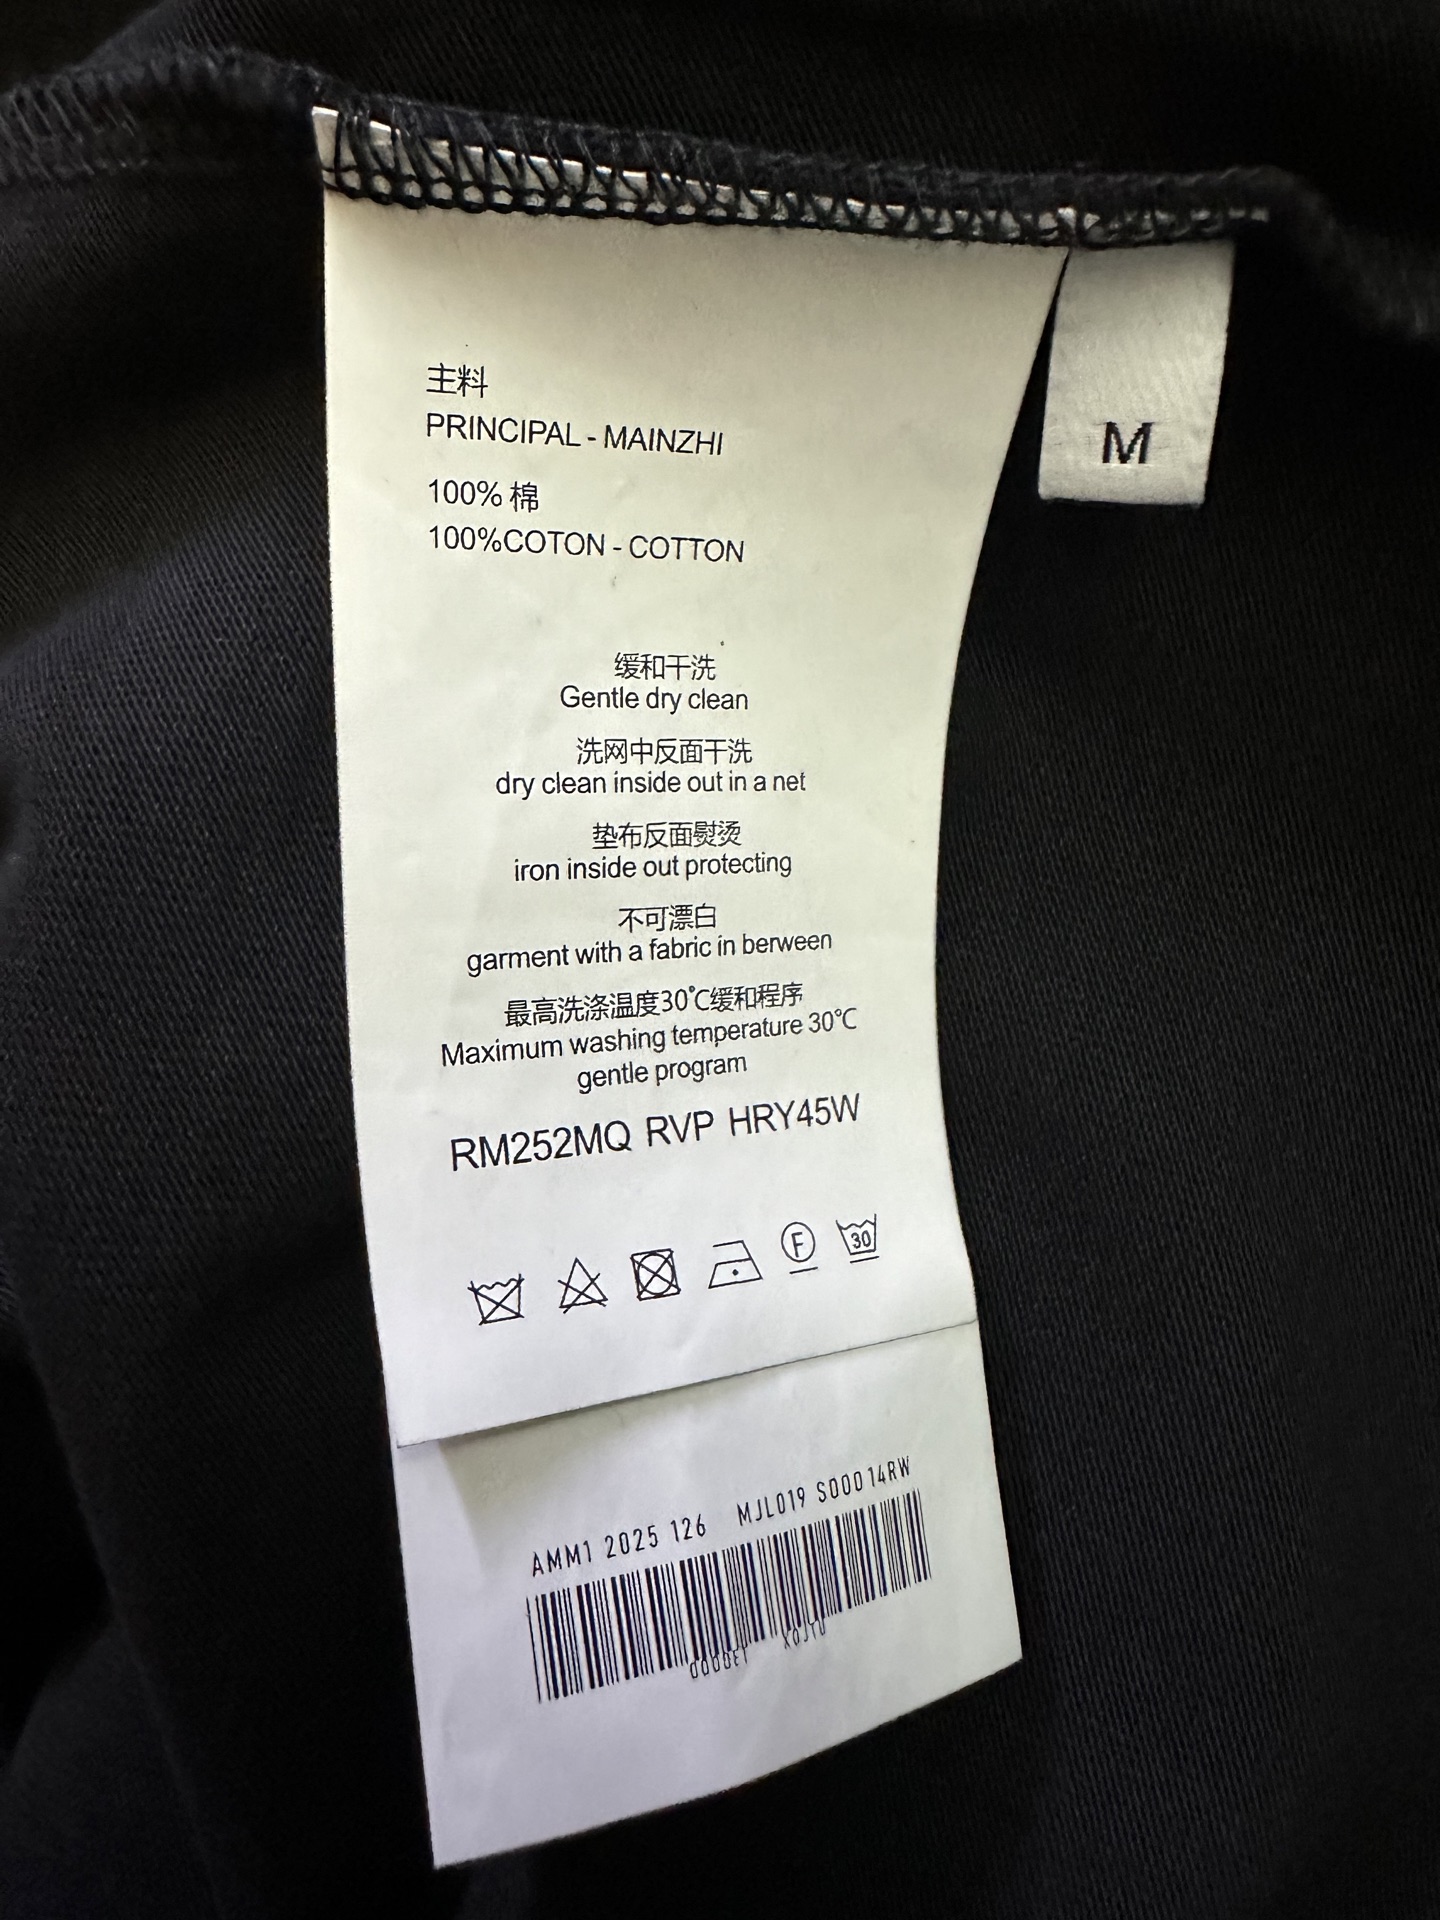 主料
PRINCIPAL - MAINZHI
100% 棉
100%COTON - COTTON
M
缓和干洗
Gentle dry clean
洗网中反面干洗
dry clean inside out in a net
垫布反面熨烫
iron inside out protecting
不可漂白
garment with a fabric in berween
最高洗涤温度30℃缓和程序
Maximum washing temperature 30℃
gentle program
RM252MQ RVP HRY45W
F 30
AMM1 2025 126 MJL019 S000 14RW